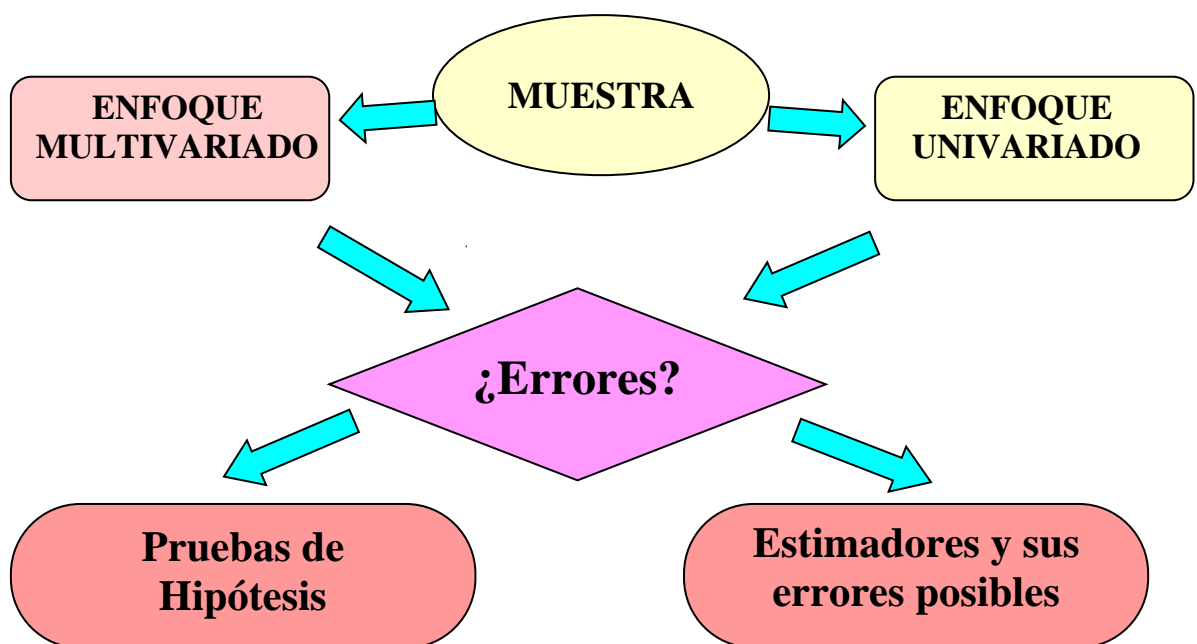 MUESTRA
ENFOQUE
MULTIVARIADO
ENFOQUE
UNIVARIADO
¿Errores?
Pruebas de
Hipótesis
Estimadores y sus
errores posibles